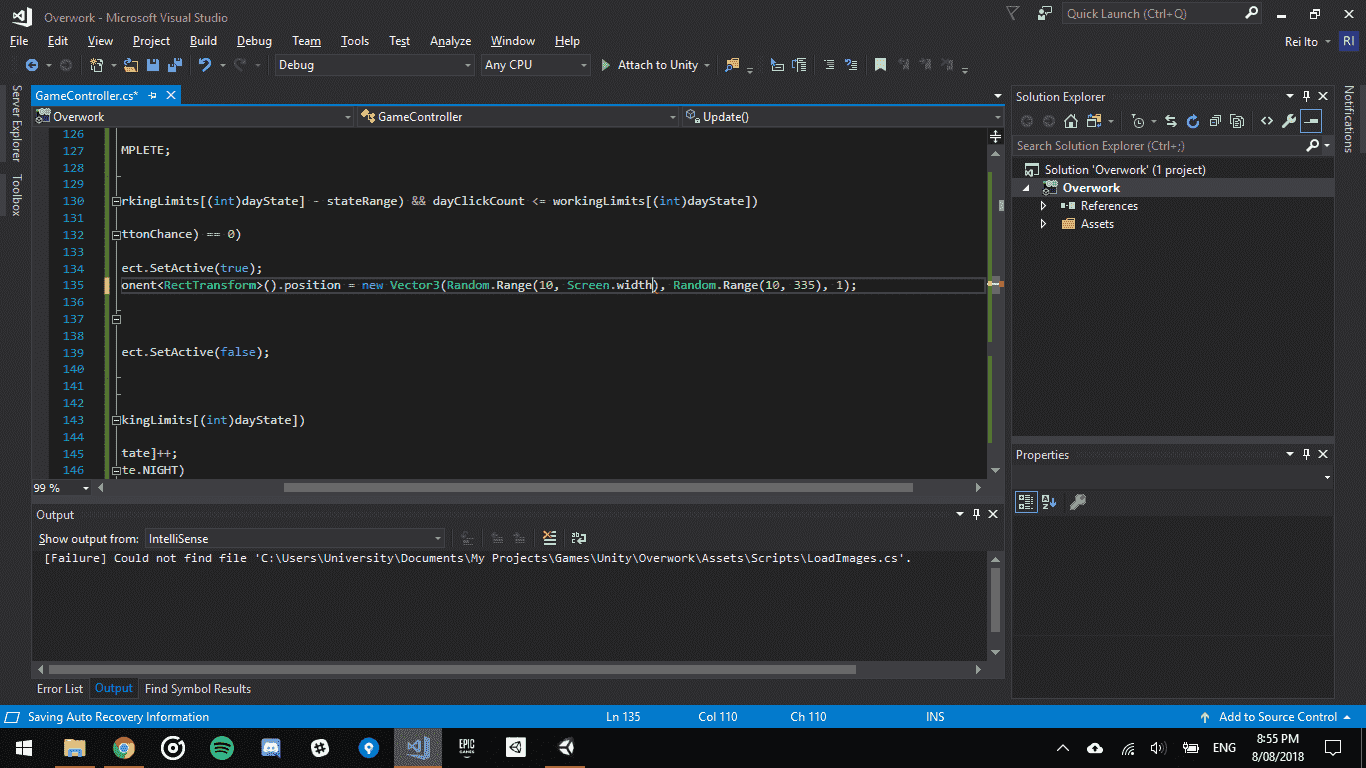 Overwork - Microsoft Visual Studio
Quick Launch (Ctrl+Q)
File Edit View Project Build Debug Team Tools Test Analyze Window Help
Rei Ito RI
Debug Any CPU Attach to Unity
Server Explorer
Toolbox
GameController.cs*
Overwork GameController Update()
126
127 MPLETE;
128
129
130 rkingLimits[(int)dayState] - stateRange) && dayClickCount <= workingLimits[(int)dayState])
131
132 ttonChance) == 0)
133
134 ect.SetActive(true);
135 onent<RectTransform>().position = new Vector3(Random.Range(10, Screen.width), Random.Range(10, 335), 1);
136
137
138
139 ect.SetActive(false);
140
141
142
143 kingLimits[(int)dayState])
144
145 tate]++;
146 te.NIGHT)
99 %
Output
Show output from: IntelliSense
[Failure] Could not find file 'C:\Users\University\Documents\My Projects\Games\Unity\Overwork\Assets\Scripts\LoadImages.cs'.
Error List Output Find Symbol Results
Solution Explorer
Search Solution Explorer (Ctrl+;)
Solution 'Overwork' (1 project)
Overwork
References
Assets
Properties
Notifications
Saving Auto Recovery Information Ln 135 Col 110 Ch 110 INS Add to Source Control
EPIC
GAMES
ENG
8:55 PM
8/08/2018